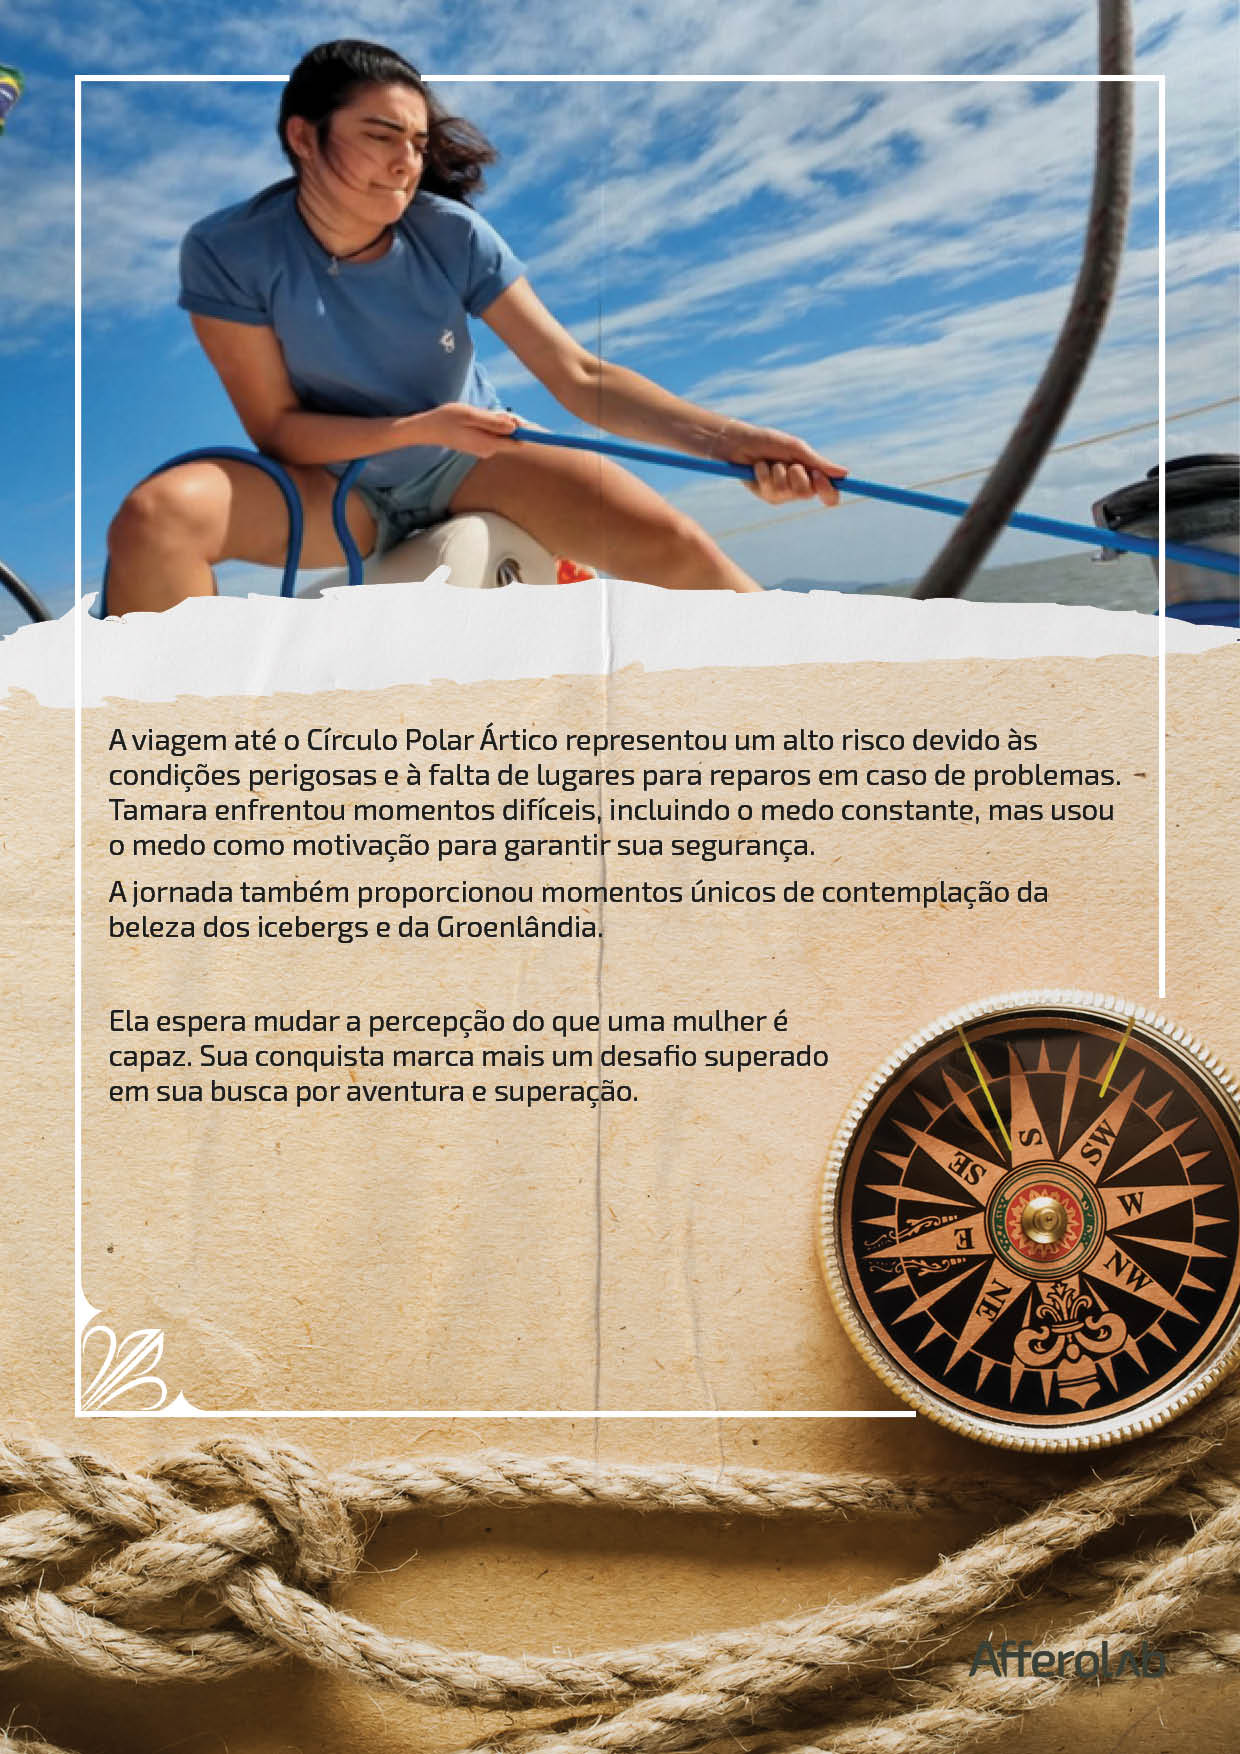 A viagem até o Círculo Polar Ártico representou um alto risco devido às
condições perigosas e à falta de lugares para reparos em caso de problemas.
Tamara enfrentou momentos difíceis, incluindo o medo constante, mas usou
o medo como motivação para garantir sua segurança.
A jornada também proporcionou momentos únicos de contemplação da
beleza dos icebergs e da Groenlândia.
Ela espera mudar a percepção do que uma mulher é
capaz. Sua conquista marca mais um desafio superado
em sua busca por aventura e superação.
S
SW
SE
W
E
NW
NE
Afferolab